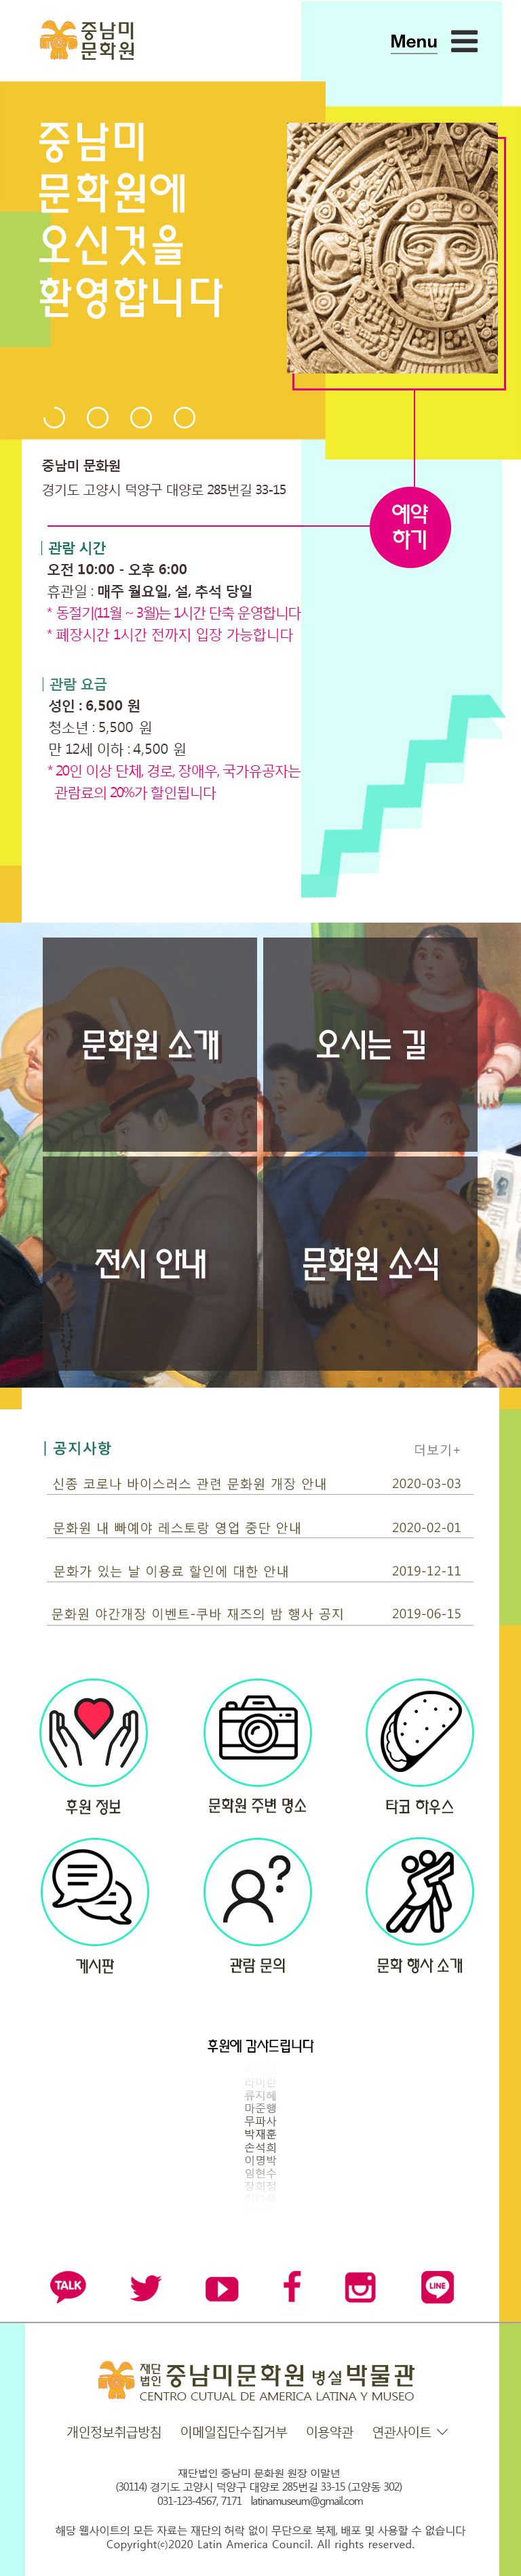 중남미
문화원
Menu
중남미
문화원에
오신것을
환영합니다
중남미 문화원
경기도 고양시 덕양구 대양로 285번길 33-15
예약
하기
| 관람 시간
오전 10:00 - 오후 6:00
휴관일 : 매주 월요일, 설, 추석 당일
* 동절기(11월 ~ 3월)는 1시간 단축 운영합니다
* 폐장시간 1시간 전까지 입장 가능합니다
| 관람 요금
성인 : 6,500 원
청소년 : 5,500 원
만 12세 이하 : 4,500 원
* 20인 이상 단체, 경로, 장애우, 국가유공자는
관람료의 20%가 할인됩니다
문화원 소개
오시는 길
전시 안내
문화원 소식
| 공지사항
더보기+
신종 코로나 바이스러스 관련 문화원 개장 안내 2020-03-03
문화원 내 빠예야 레스토랑 영업 중단 안내 2020-02-01
문화가 있는 날 이용료 할인에 대한 안내 2019-12-11
문화원 야간개장 이벤트-쿠바 재즈의 밤 행사 공지 2019-06-15
후원 정보
문화원 주변 명소
타코 하우스
게시판
관람 문의
문화 행사 소개
후원에 감사드립니다
라미란
류지혜
마준행
무파사
박재훈
손석희
이명박
임현수
장희정
TALK
LINE
재단
법인 중남미문화원 병설 박물관
CENTRO CUTUAL DE AMERICA LATINA Y MUSEO
개인정보취급방침 이메일집단수집거부 이용약관 연관사이트
재단법인 중남미 문화원 원장 이말년
(30114) 경기도 고양시 덕양구 대양로 285번길 33-15 (고양동 302)
031-123-4567, 7171 latinamuseum@gmail.com
해당 웹사이트의 모든 자료는 재단의 허락 없이 무단으로 복제, 배포 및 사용할 수 없습니다
Copyright(c)2020 Latin America Council. All rights reserved.